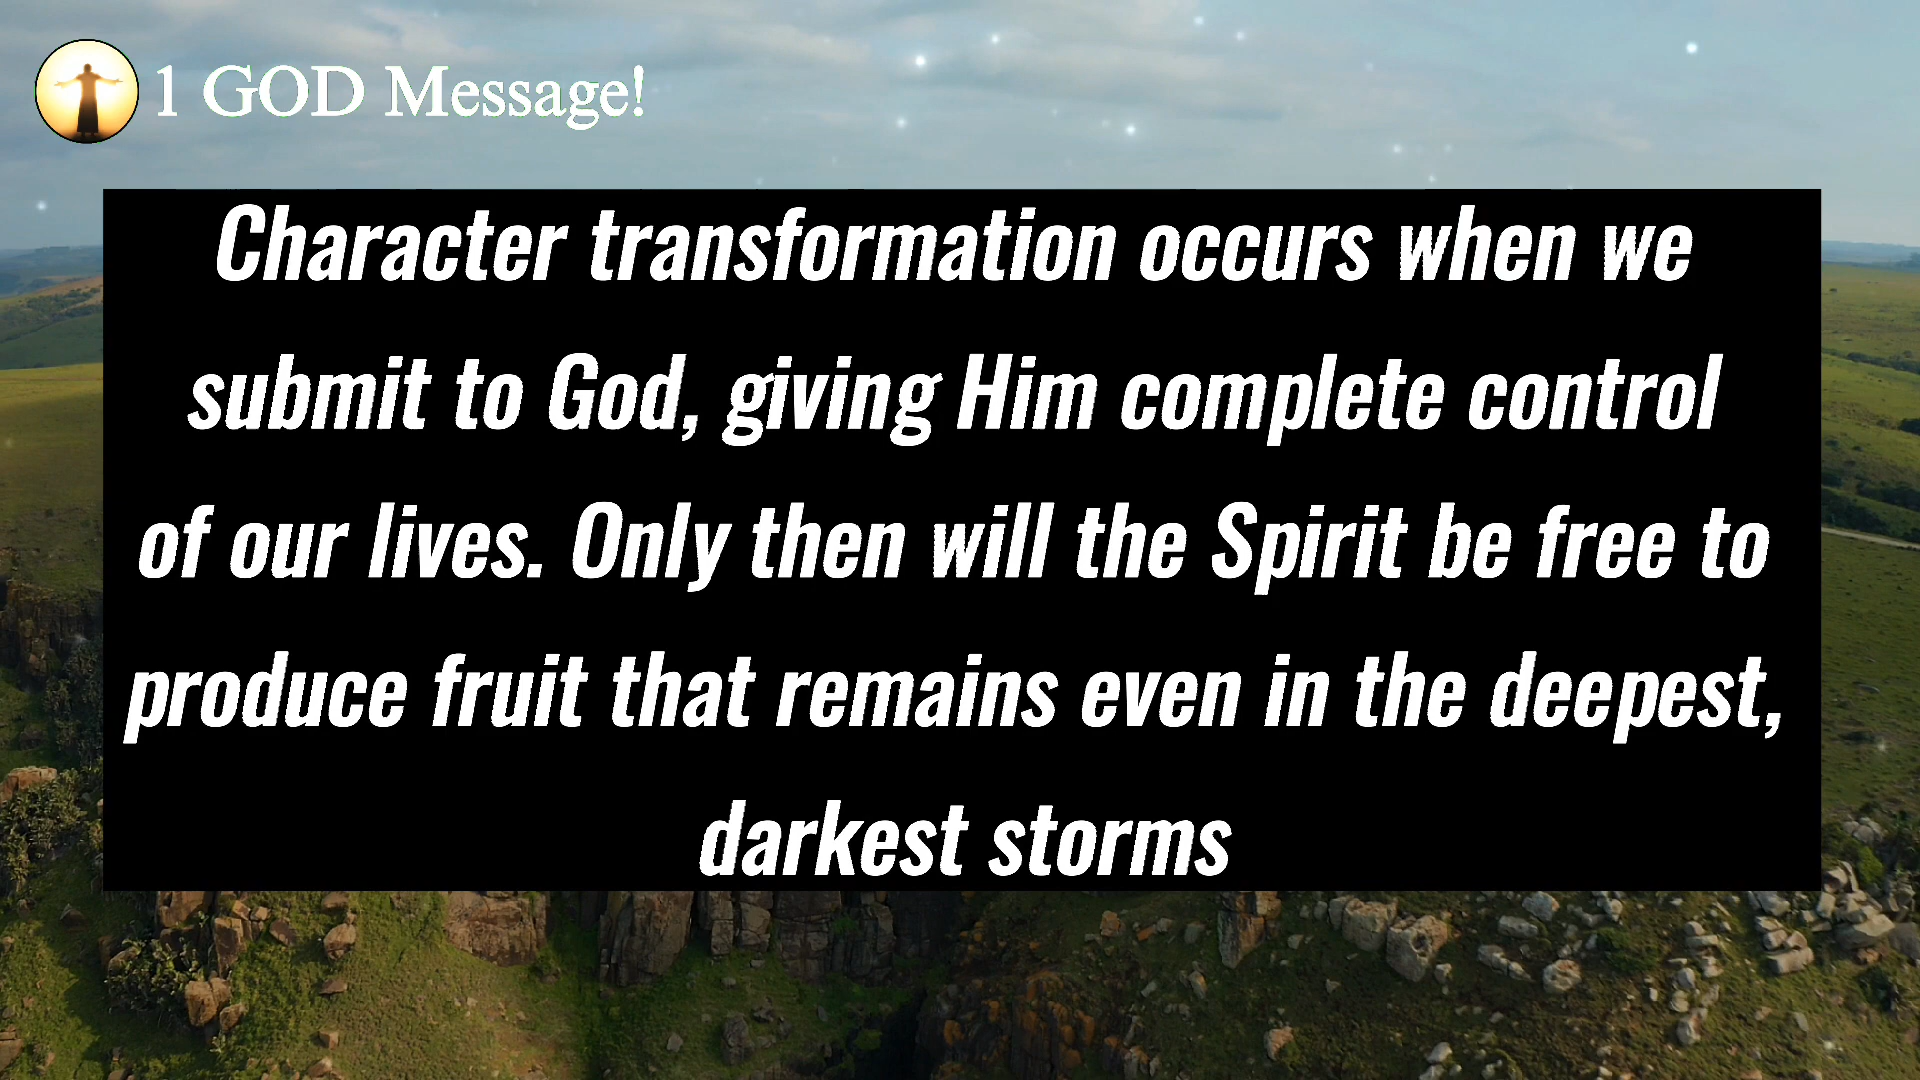 1 GOD Message!
Character transformation occurs when we
submit to God, giving Him complete control
of our lives. Only then will the Spirit be free to
produce fruit that remains even in the deepest,
darkest storms